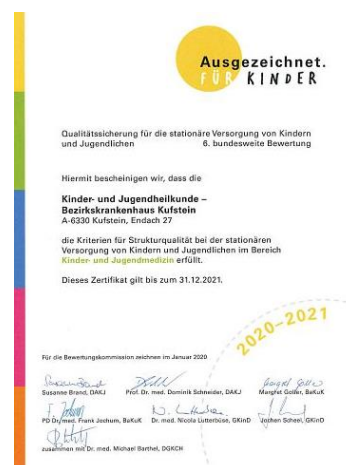 Ausgezeichnet.
FÜR KINDER
Qualitätssicherung für die stationäre Versorgung von Kindern
und Jugendlichen 6. bundesweite Bewertung
Hiermit bescheinigen wir, dass die
Kinder- und Jugendheilkunde –
Bezirkskrankenhaus Kufstein
A-6330 Kufstein, Endach 27
die Kriterien für Strukturqualität bei der stationären
Versorgung von Kindern und Jugendlichen im Bereich
Kinder- und Jugendmedizin erfüllt.
Dieses Zertifikat gilt bis zum 31.12.2021.
2020–2021
Für die Bewertungskommission zeichnen im Januar 2020
Susanne Brand, DAKJ Prof. Dr. med. Dominik Schneider, DAKJ Margret Golder, BaKuK
PD Dr. med. Frank Jochum, BaKuK Dr. med. Nicola Lutterbüse, GKinD Jochen Scheel, GKinD
zusammen mit Dr. med. Michael Barthel, DGKCH